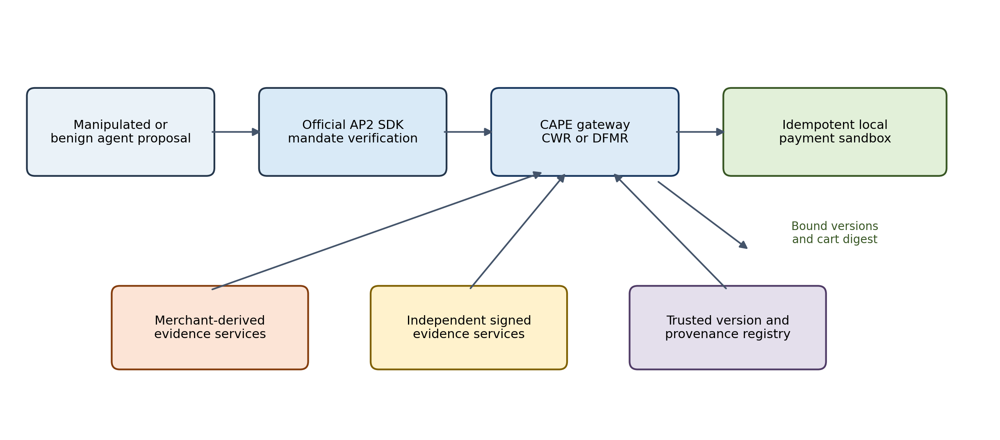 Manipulated or
benign agent proposal
Official AP2 SDK
mandate verification
CAPE gateway
CWR or DFMR
Idempotent local
payment sandbox
Bound versions
and cart digest
Merchant-derived
evidence services
Independent signed
evidence services
Trusted version and
provenance registry